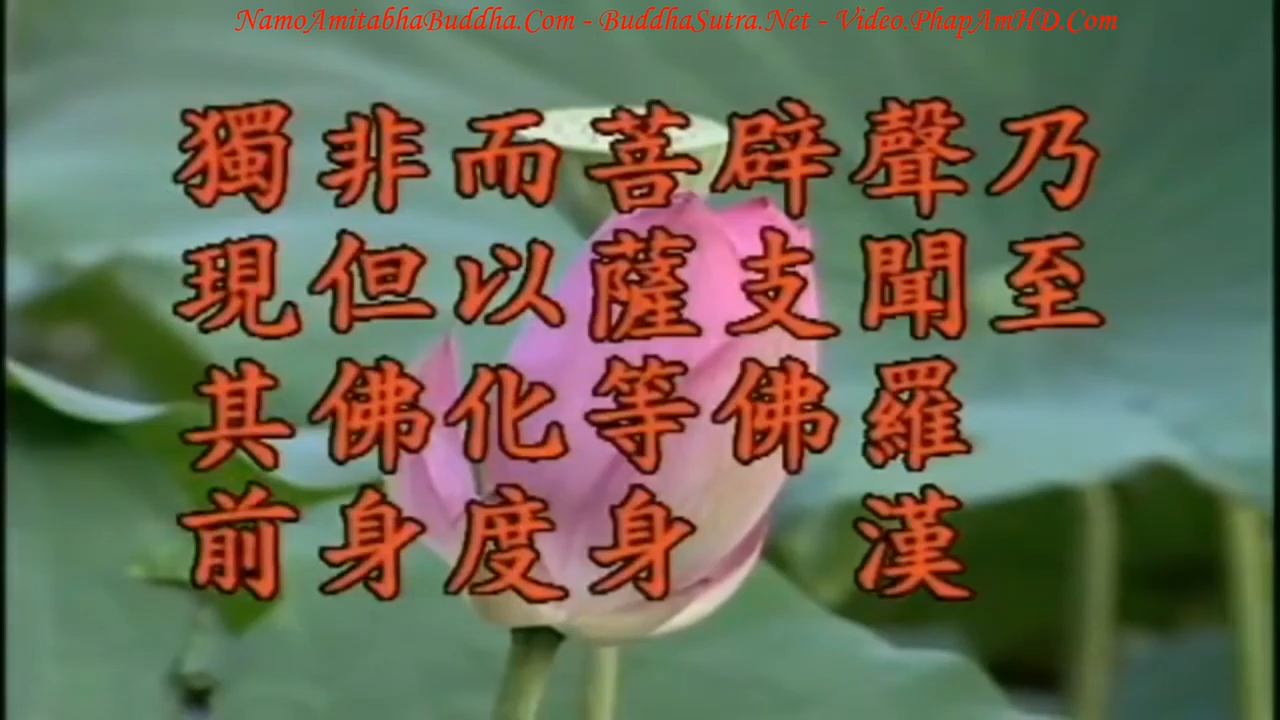 NamoAmitabhaBuddha.Com - BuddhaSutra.Net - Video.PhapAmHD.Com
乃至
聲聞羅漢
辟支佛
菩薩等身
而以化度
非但佛身
獨現其前